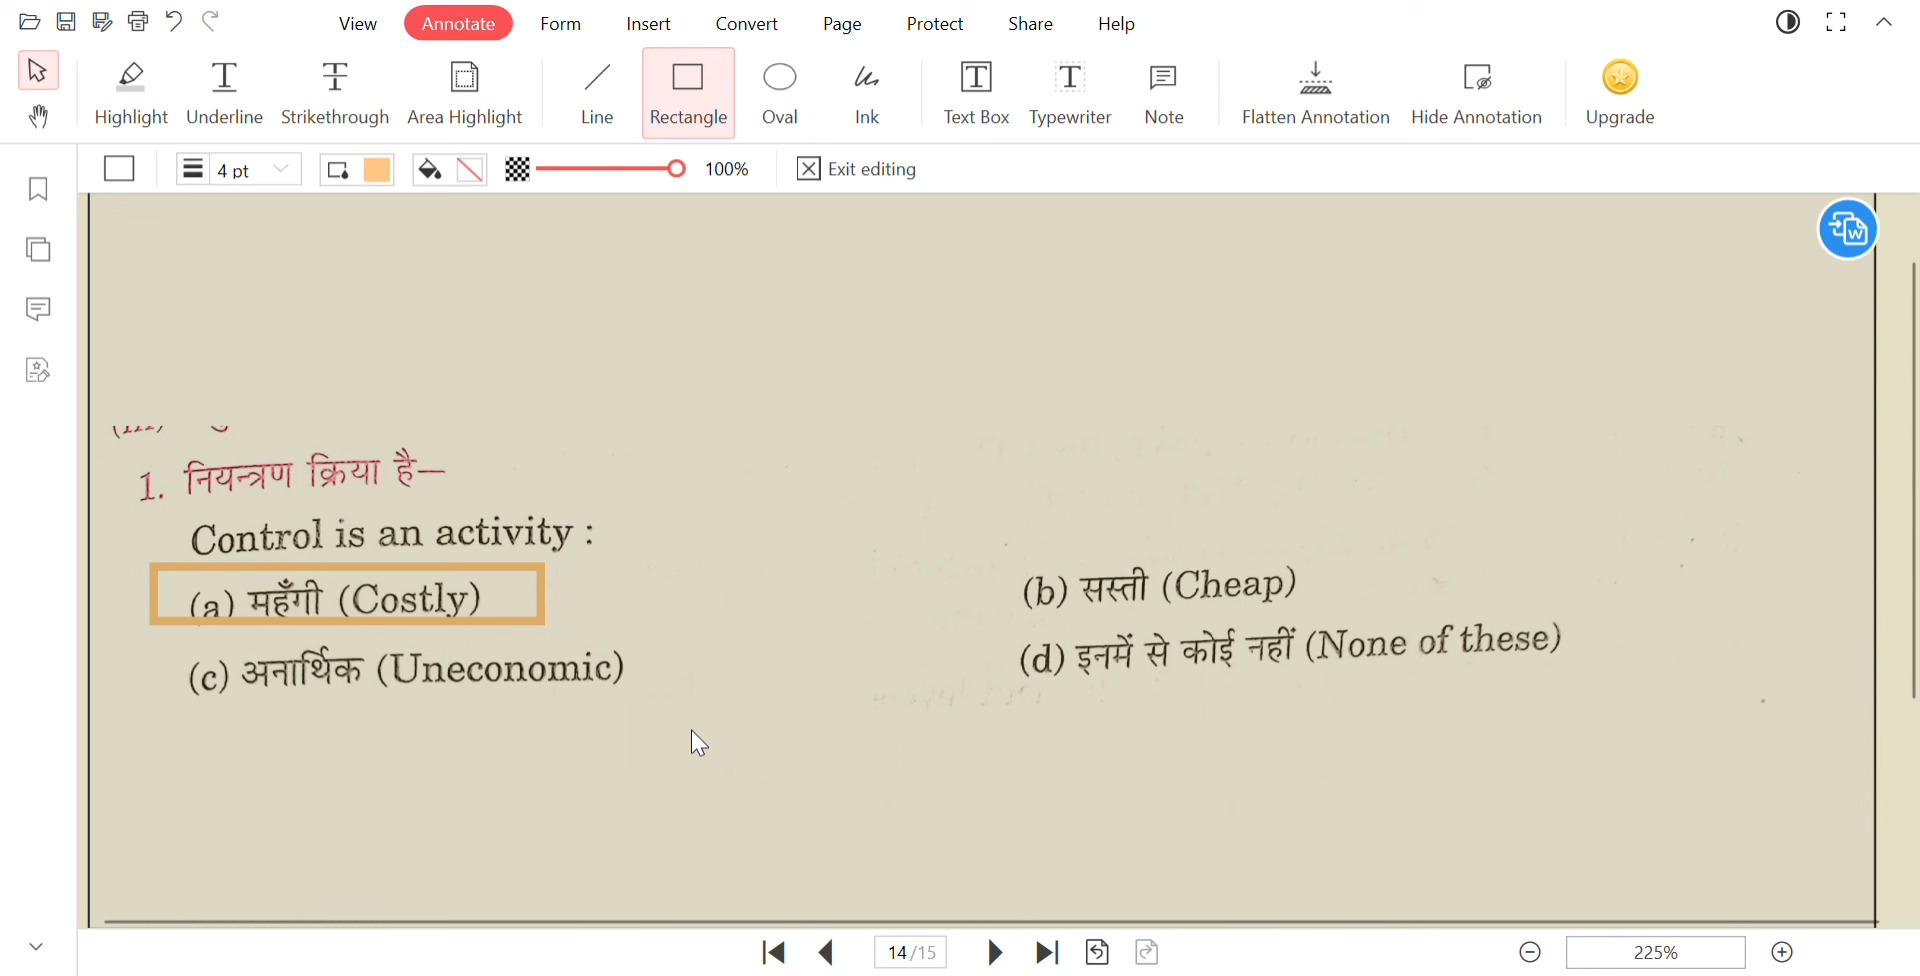 View Annotate Form Insert Convert Page Protect Share Help
Highlight Underline Strikethrough Area Highlight Line Rectangle Oval Ink Text Box Typewriter Note Flatten Annotation Hide Annotation Upgrade
4 pt 100% Exit editing
1. नियन्त्रण क्रिया है—
Control is an activity :
(a) महँगी (Costly) (b) सस्ती (Cheap)
(c) अनार्थिक (Uneconomic) (d) इनमें से कोई नहीं (None of these)
14/15 225%